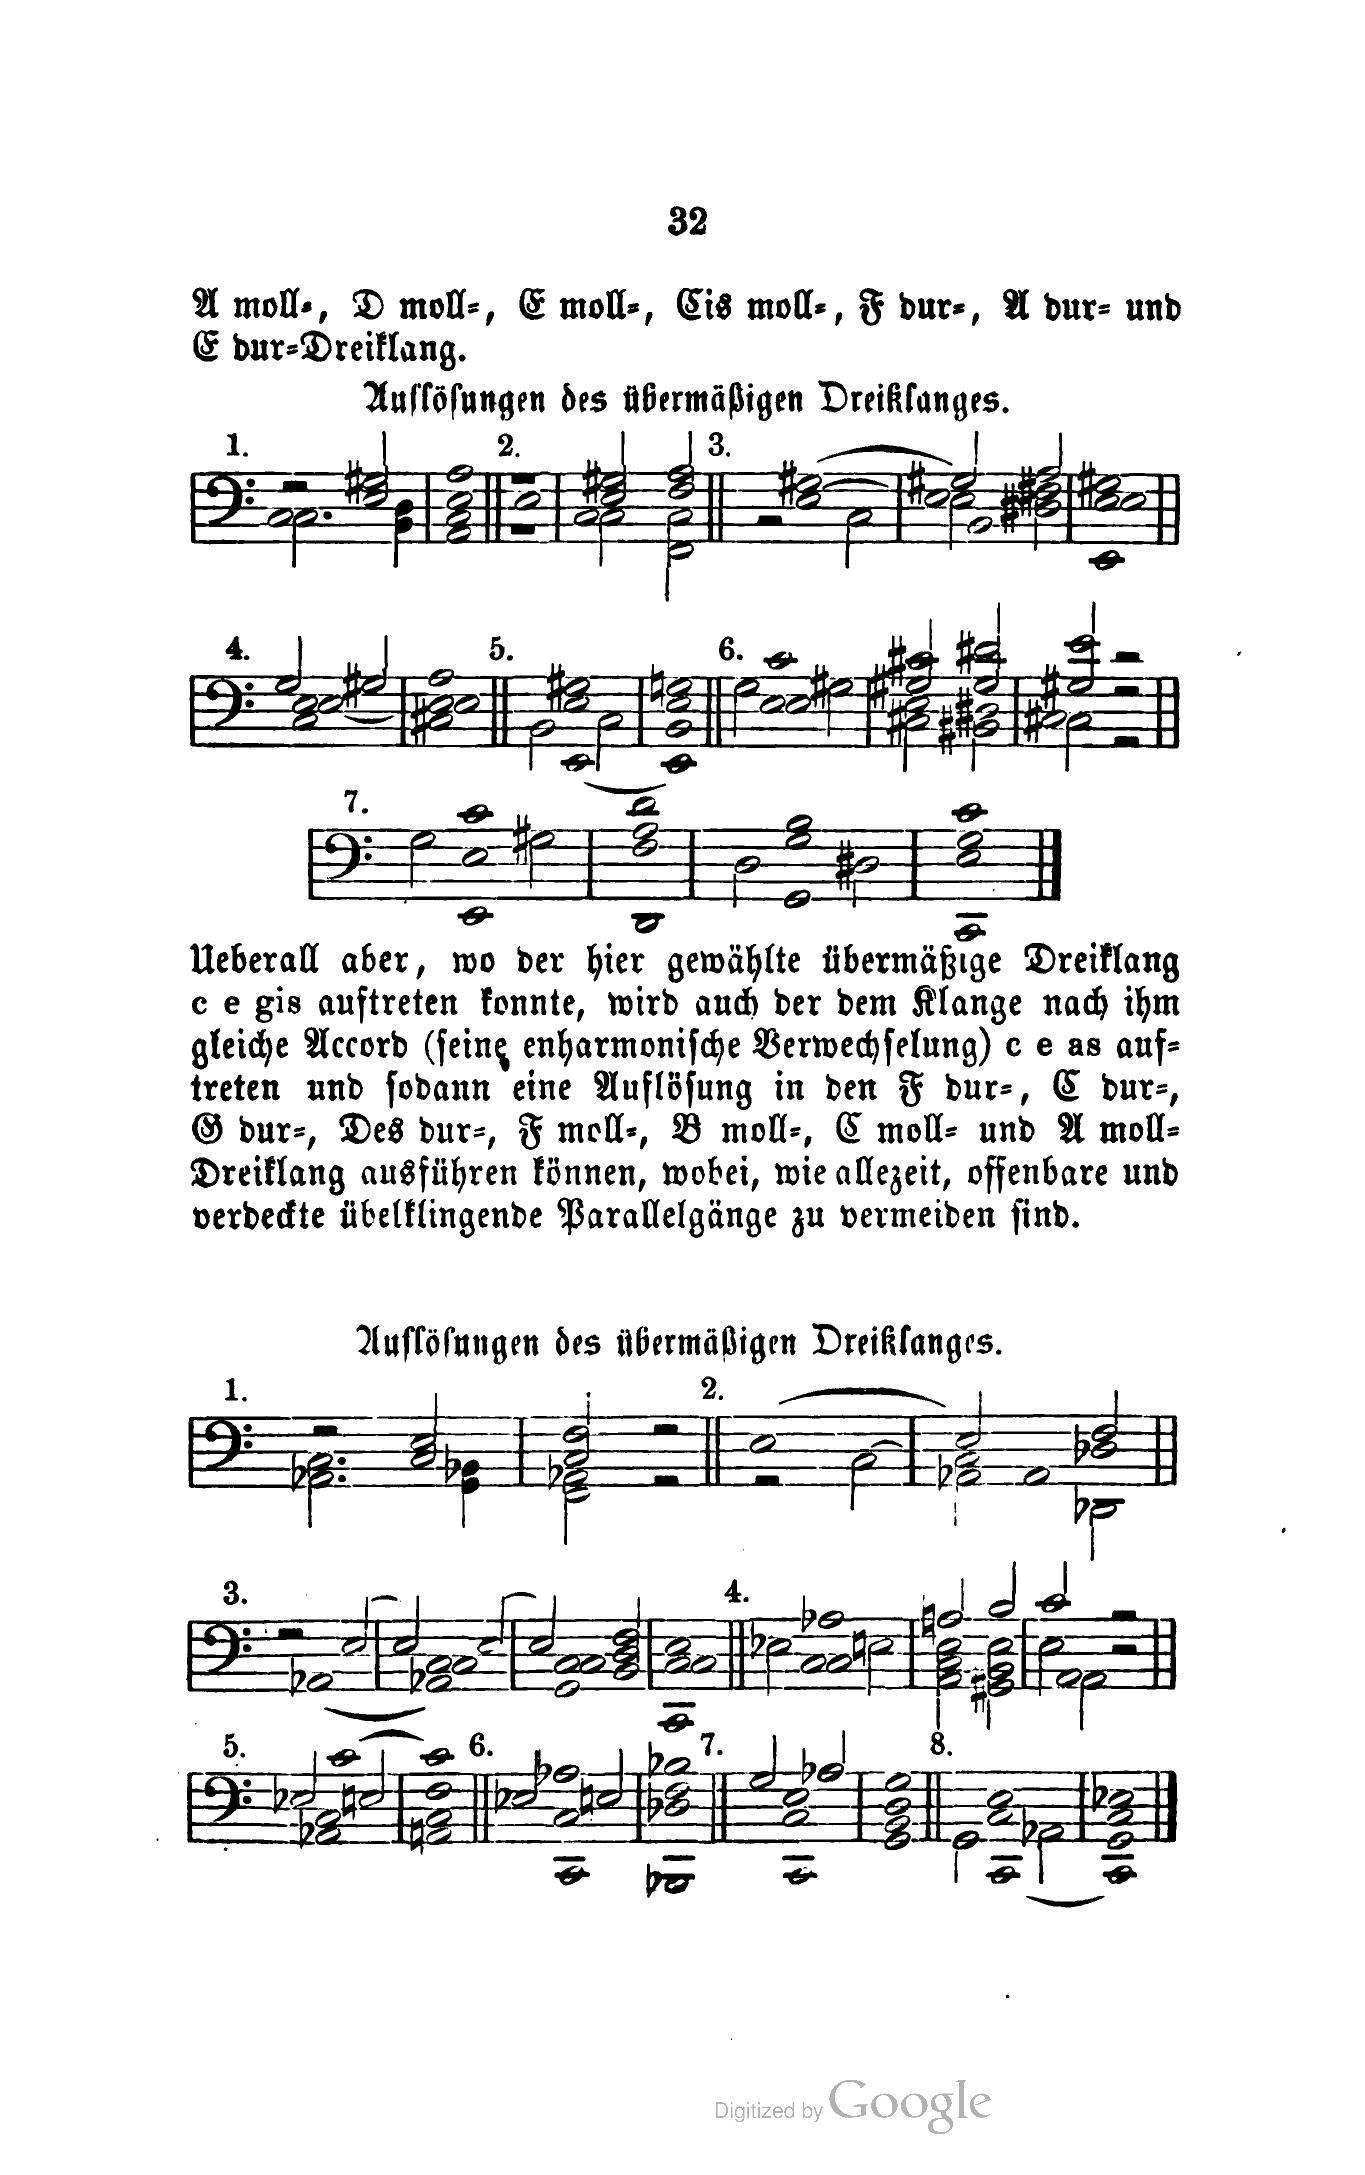 32
A moll-, D moll-, E moll-, Cis moll-, F dur-, A dur- und
E dur-Dreiklang.
Auflösungen des übermäßigen Dreiklanges.
1. 2. 3.
4. 5. 6.
7.
Ueberall aber, wo der hier gewählte übermäßige Dreiklang
c e gis auftreten konnte, wird auch der dem Klange nach ihm
gleiche Accord (seine enharmonische Verwechselung) c e as auf-
treten und sodann eine Auflösung in den F dur-, C dur-,
G dur-, Des dur-, F moll-, B moll-, C moll- und A moll-
Dreiklang ausführen können, wobei, wie allezeit, offenbare und
verdeckte übelklingende Parallelgänge zu vermeiden sind.
Auflösungen des übermäßigen Dreiklanges.
1. 2.
3. 4.
5. 6. 7. 8.
Digitized by Google